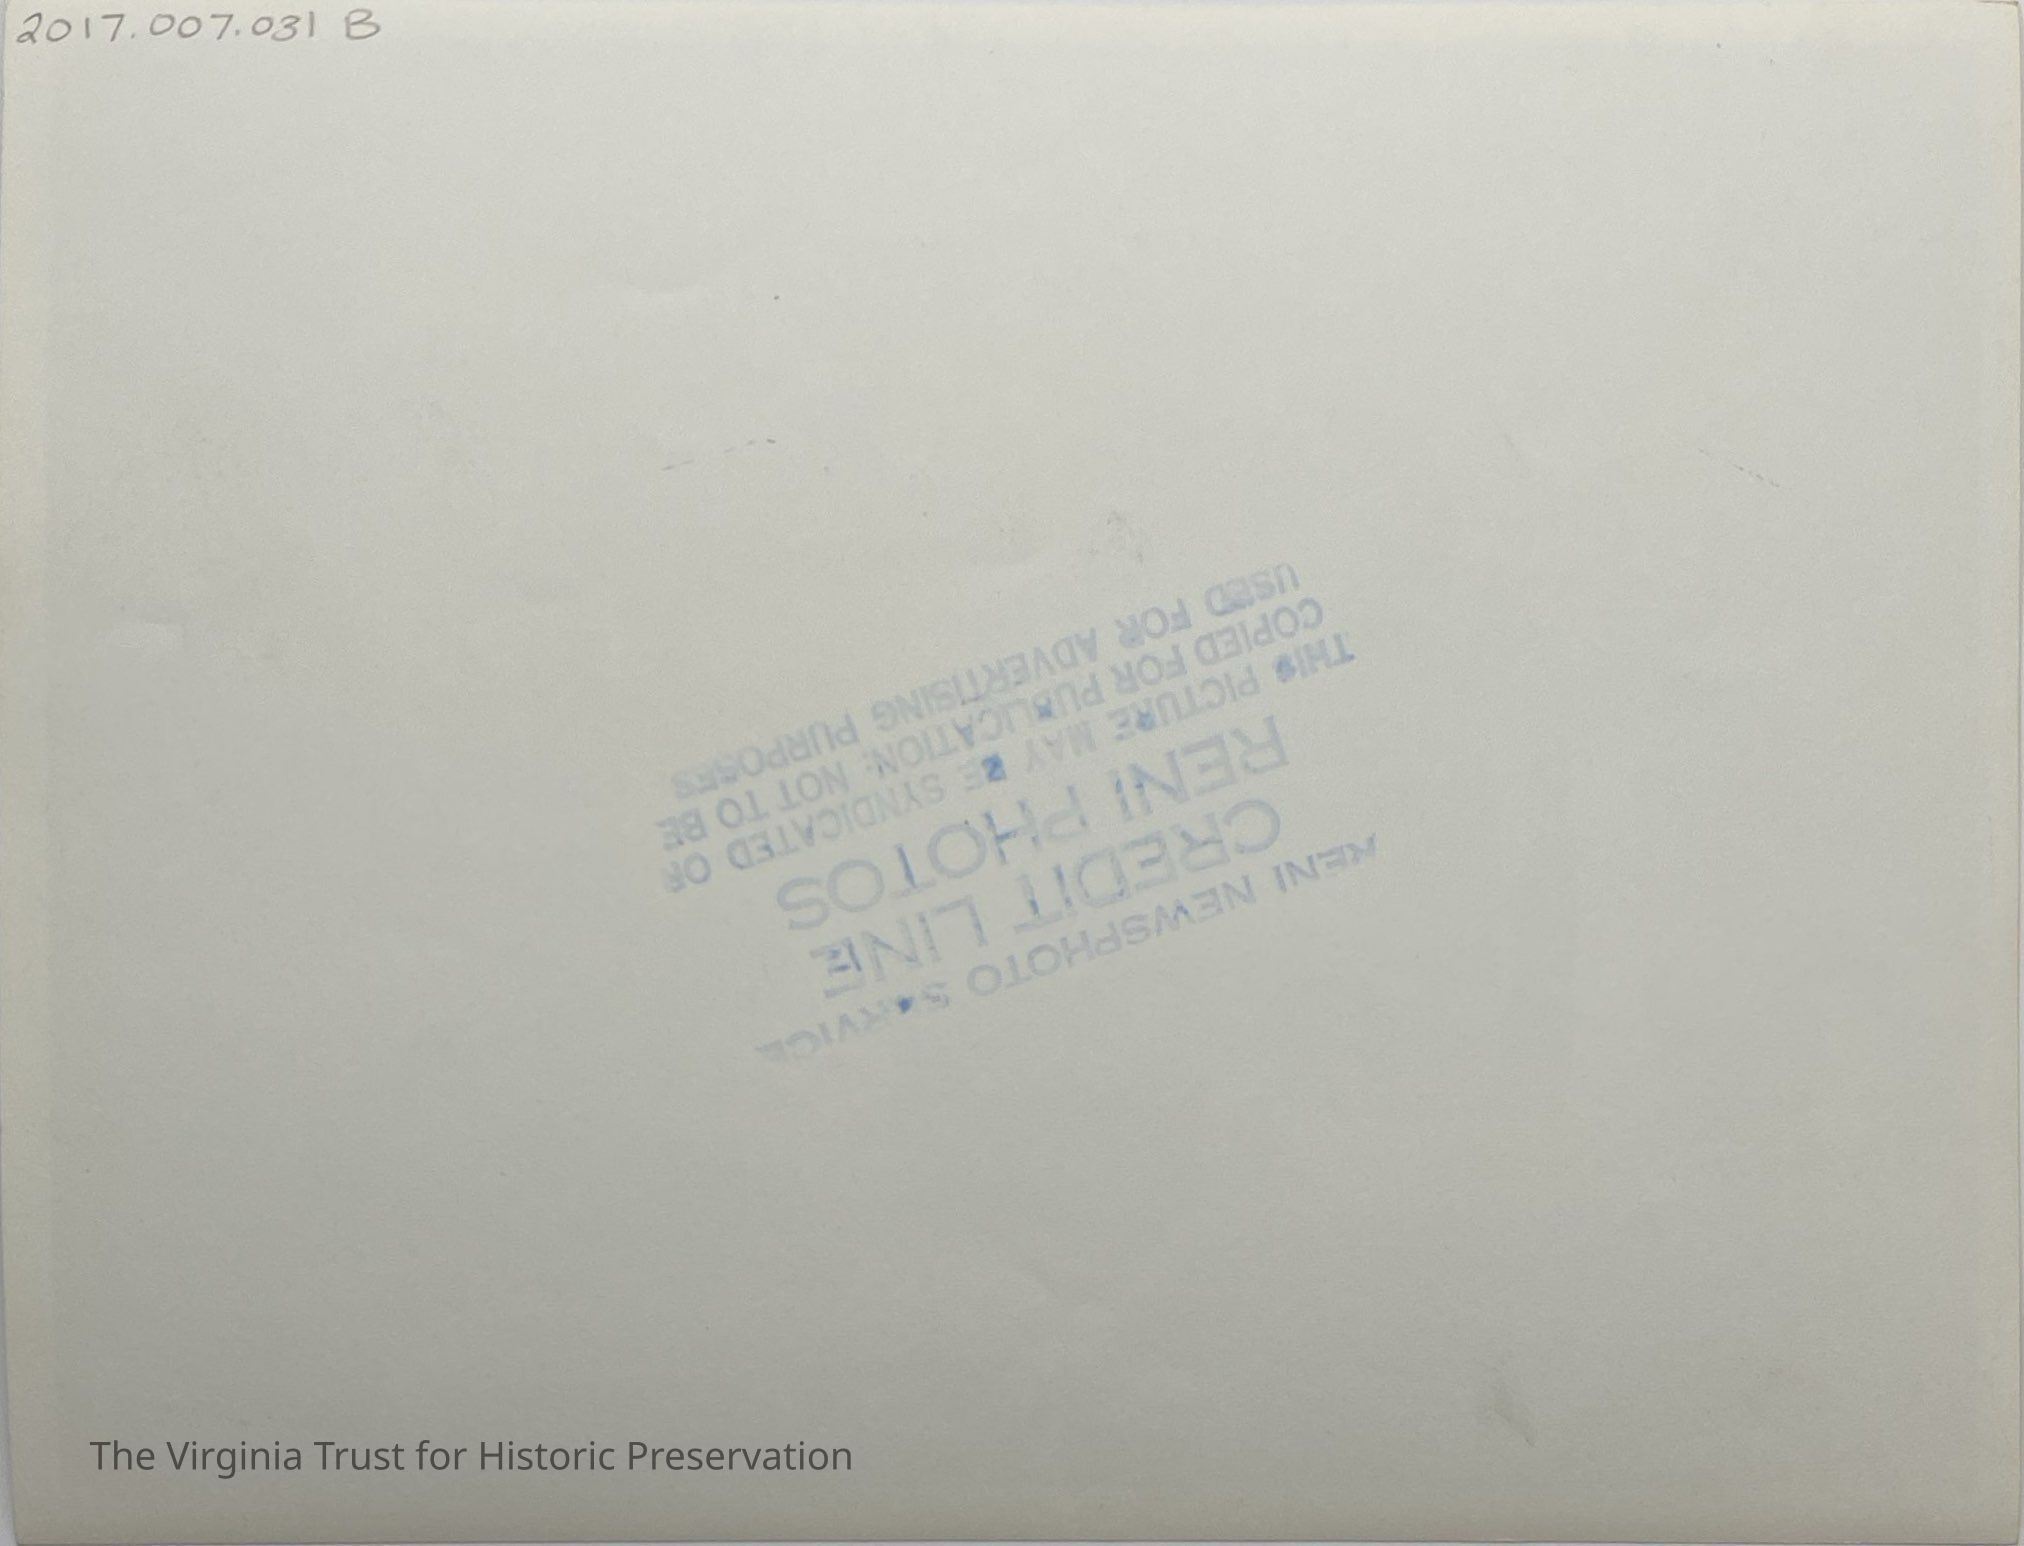 2017.007.031 B
RENI NEWSPHOTO SERVICE
CREDIT LINE
RENI PHOTOS
THIS PICTURE MAY BE SYNDICATED OR
COPIED FOR PUBLICATION: NOT TO BE
USED FOR ADVERTISING PURPOSES
The Virginia Trust for Historic Preservation